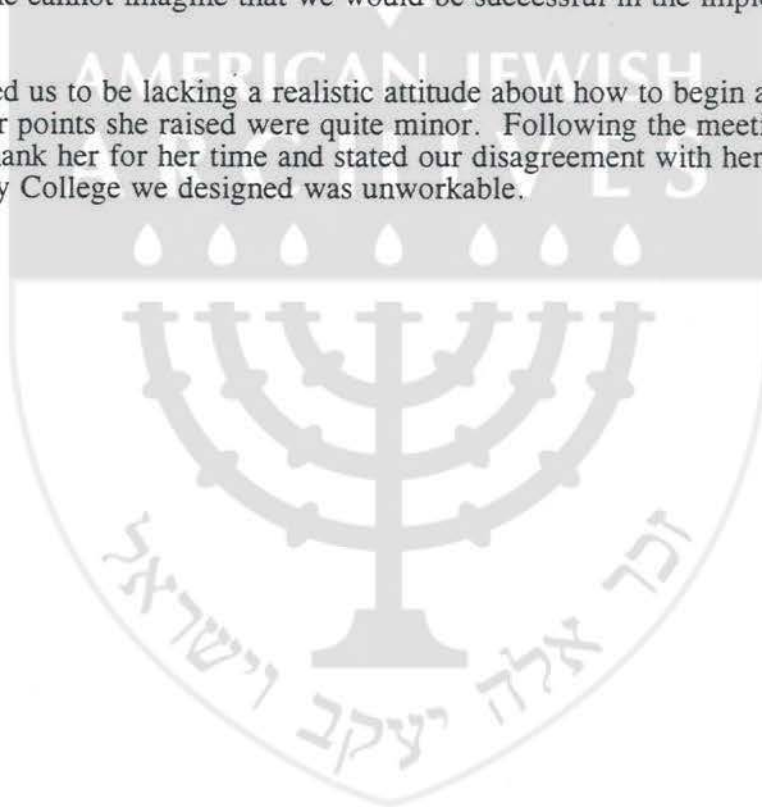 e cannot imagine that we would be successful in the imple
AMERICAN JEWISH
ed us to be lacking a realistic attitude about how to begin a
r points she raised were quite minor. Following the meeti
hank her for her time and stated our disagreement with her
ARCHIVES
y College we designed was unworkable.
זכר אלה יעקב וישראל